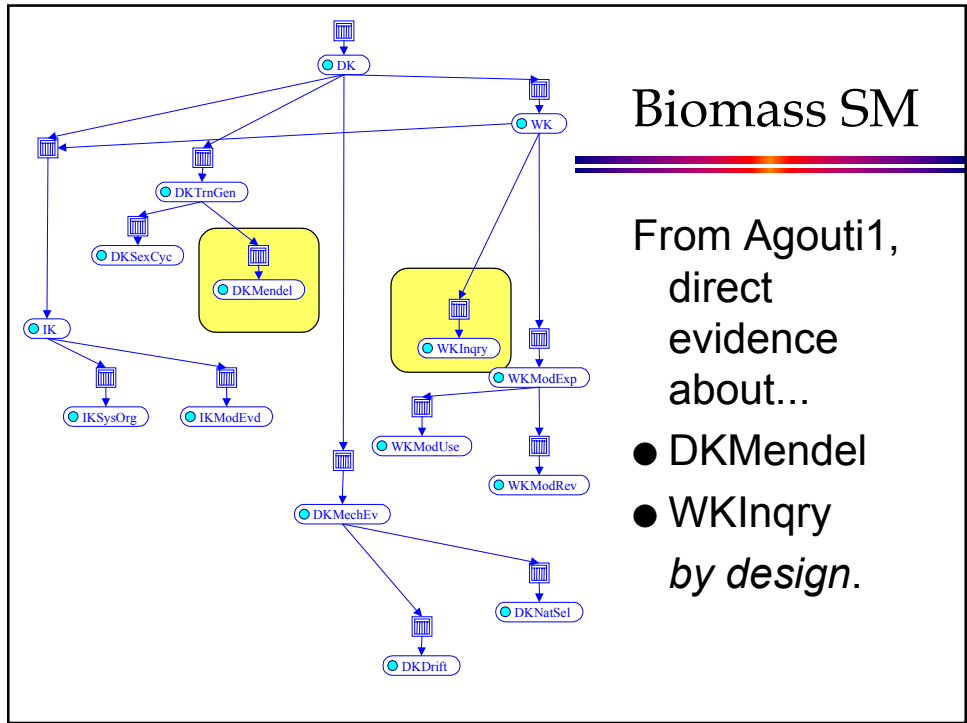 DK
WK
DKTrnGen
DKSexCyc
DKMendel
IK
WKInqry
WKModExp
IKSysOrg
IKModEvd
WKModUse
WKModRev
DKMechEv
DKNatSel
DKDrift
Biomass SM
From Agouti1,
direct
evidence
about...
● DKMendel
● WKInqry
by design.